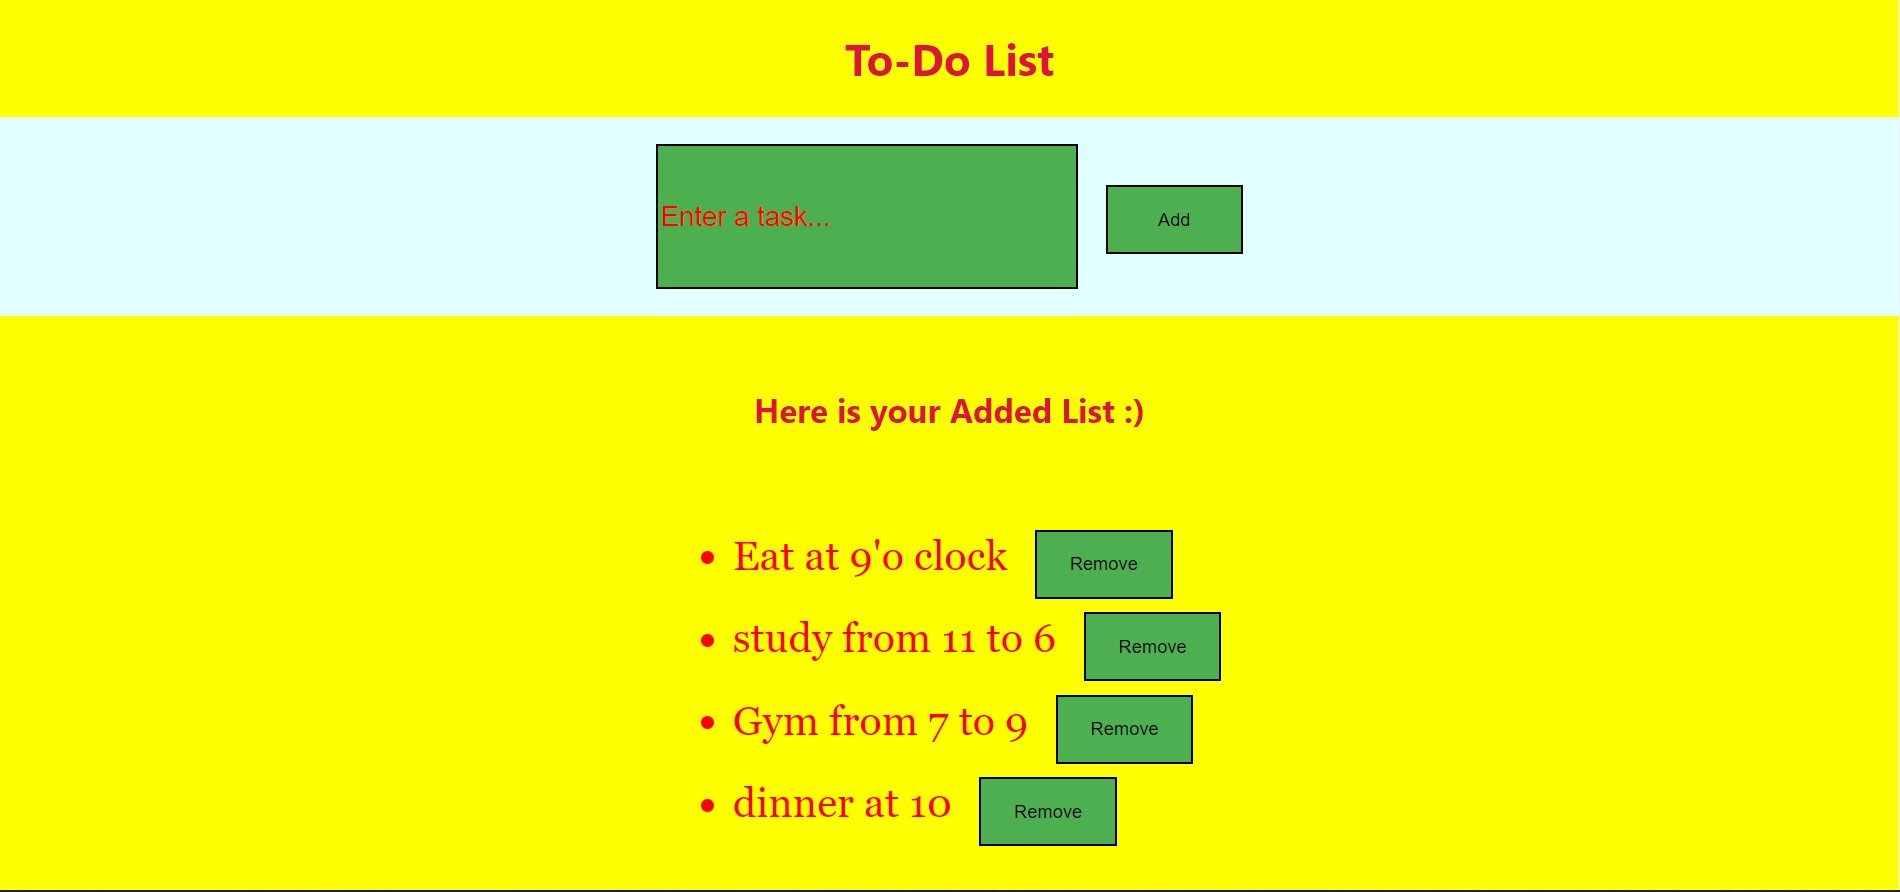 To-Do List
Enter a task...
Add
Here is your Added List :)
Eat at 9'o clock Remove
study from 11 to 6 Remove
Gym from 7 to 9 Remove
dinner at 10 Remove